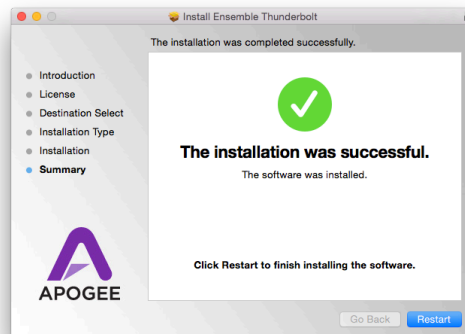 Install Ensemble Thunderbolt
The installation was completed successfully.
Introduction
License
Destination Select
Installation Type
Installation
Summary
The installation was successful.
The software was installed.
Click Restart to finish installing the software.
APOGEE
Go Back
Restart